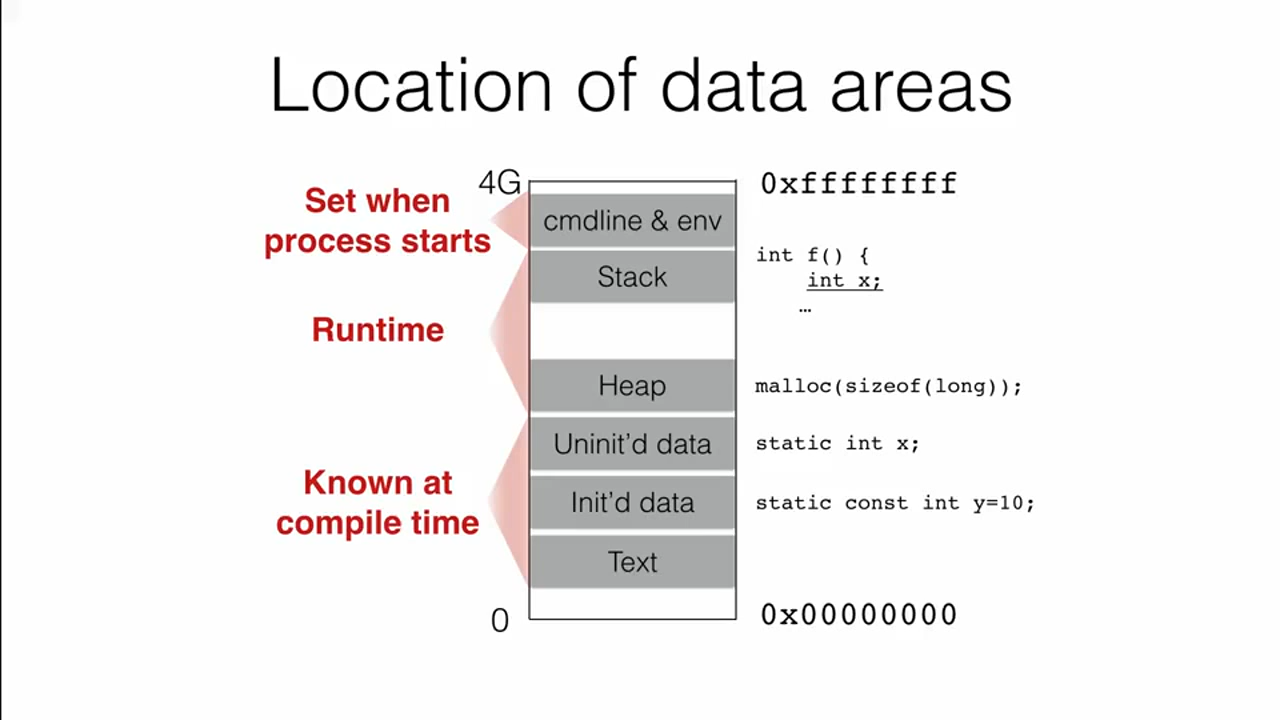 Location of data areas
4G
0xffffffff
Set when
process starts
cmdline & env
int f() {
Stack
int x;
…
Runtime
Heap
malloc(sizeof(long));
Uninit’d data
static int x;
Known at
compile time
Init’d data
static const int y=10;
Text
0
0x00000000